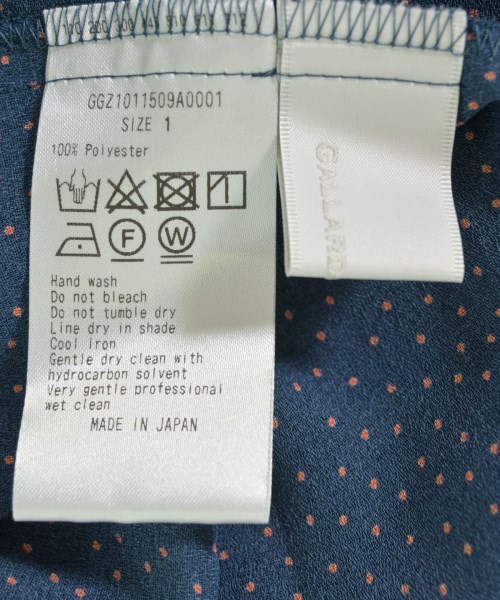 GGZ1011509A0001
SIZE 1
100% Polyester
F
W
Hand wash
Do not bleach
Do not tumble dry
Line dry in shade
Cool iron
Gentle dry clean with
hydrocarbon solvent
Very gentle professional
wet clean
MADE IN JAPAN
GALLARD